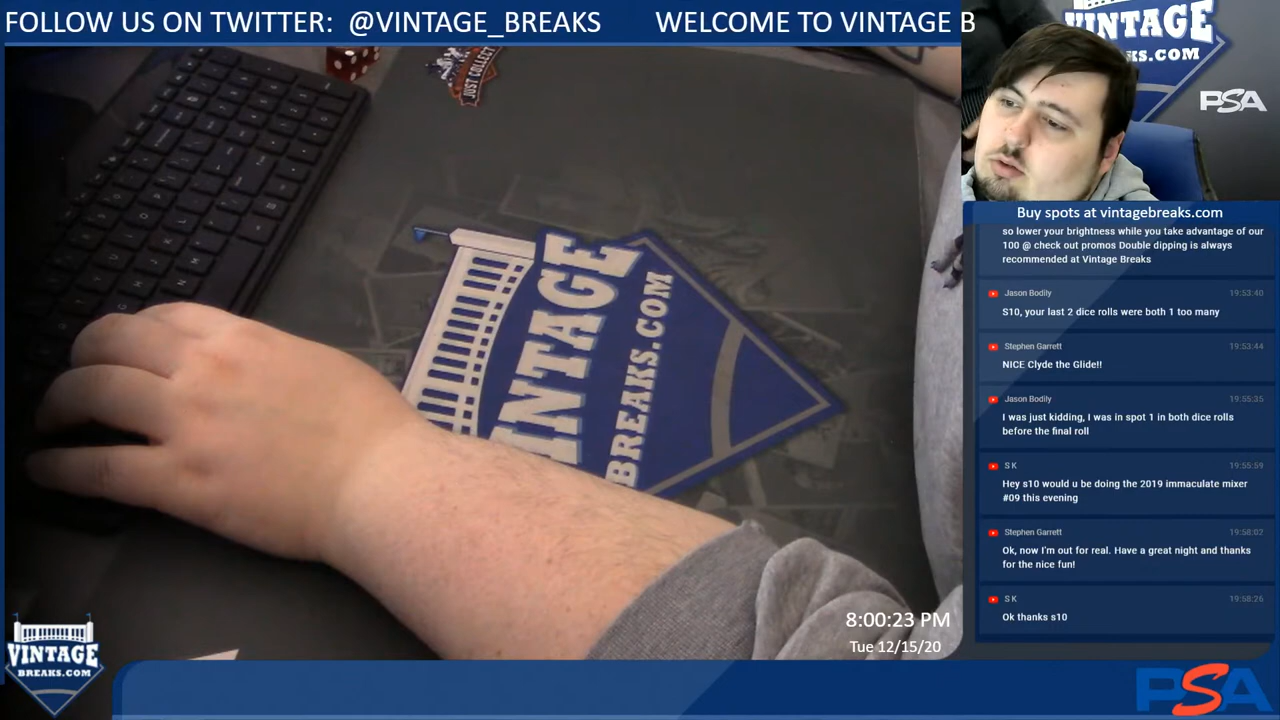 FOLLOW US ON TWITTER: @VINTAGE_BREAKS WELCOME TO VINTAGE B
VINTAGE
KS.COM
PSA
JUST COLLECT
VINTAGE
BREAKS.COM
Buy spots at vintagebreaks.com
so lower your brightness while you take advantage of our
100 @ check out promos Double dipping is always
recommended at Vintage Breaks
Jason Bodily 19:53:40
S10, your last 2 dice rolls were both 1 too many
Stephen Garrett 19:53:44
NICE Clyde the Glide!!
Jason Bodily 19:55:35
I was just kidding, I was in spot 1 in both dice rolls
before the final roll
S K 19:55:59
Hey s10 would u be doing the 2019 immaculate mixer
#09 this evening
Stephen Garrett 19:58:02
Ok, now I'm out for real. Have a great night and thanks
for the nice fun!
S K 19:58:26
Ok thanks s10
8:00:23 PM
Tue 12/15/20
VINTAGE
BREAKS.COM
PSA